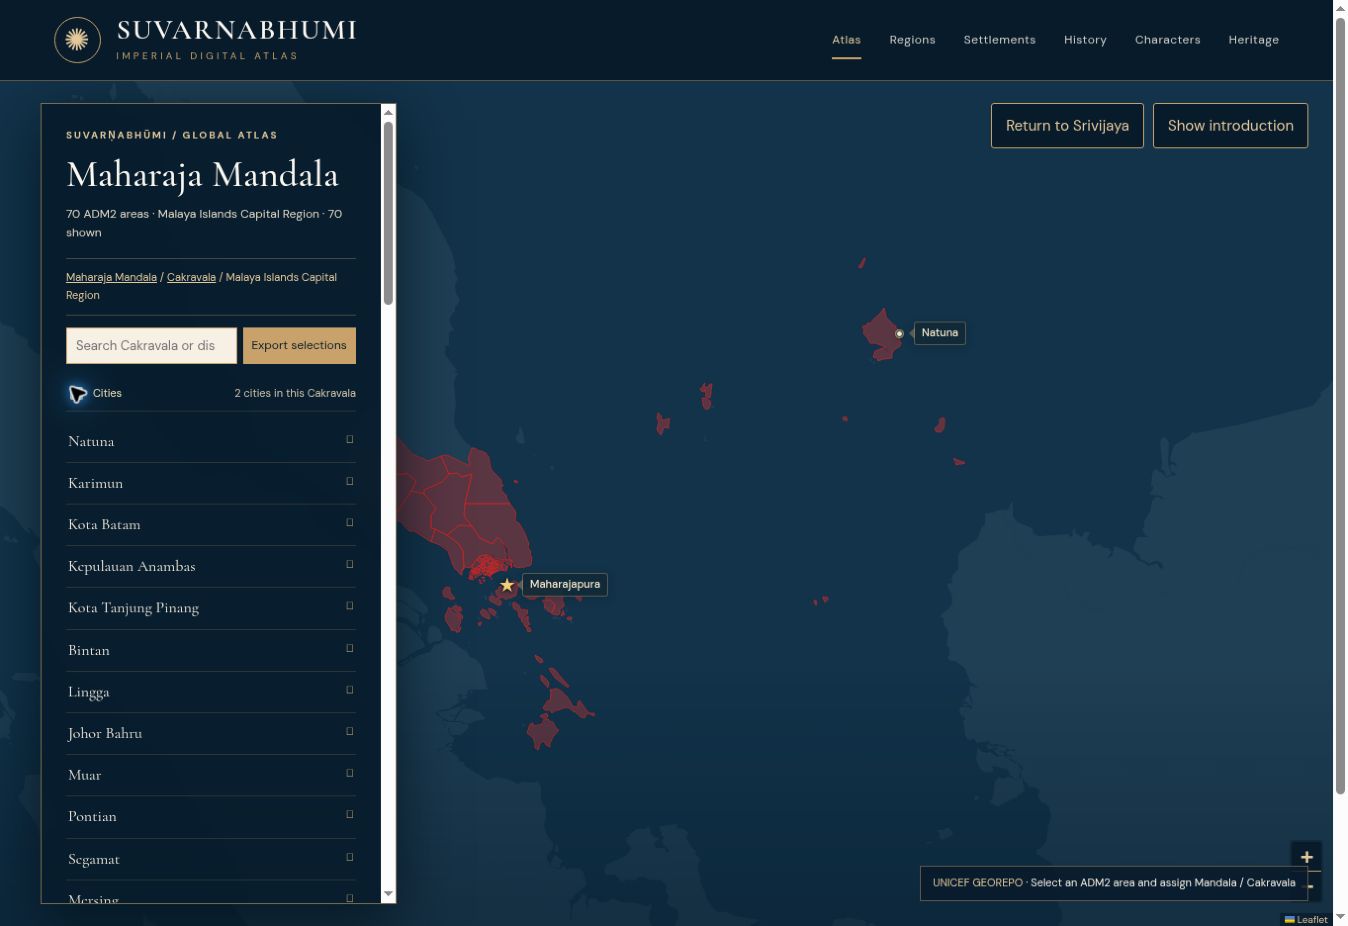 SUVARNABHUMI
IMPERIAL DIGITAL ATLAS
Atlas
Regions
Settlements
History
Characters
Heritage
SUVARṆABHŪMI / GLOBAL ATLAS
Maharaja Mandala
70 ADM2 areas · Malaya Islands Capital Region · 70
shown
Maharaja Mandala / Cakravala / Malaya Islands Capital
Region
Search Cakravala or dis
Export selections
Cities
2 cities in this Cakravala
Natuna
Karimun
Kota Batam
Kepulauan Anambas
Kota Tanjung Pinang
Bintan
Lingga
Johor Bahru
Muar
Pontian
Segamat
Mersing
Return to Srivijaya
Show introduction
Natuna
Maharajapura
+
−
UNICEF GEOREPO · Select an ADM2 area and assign Mandala / Cakravala
Leaflet